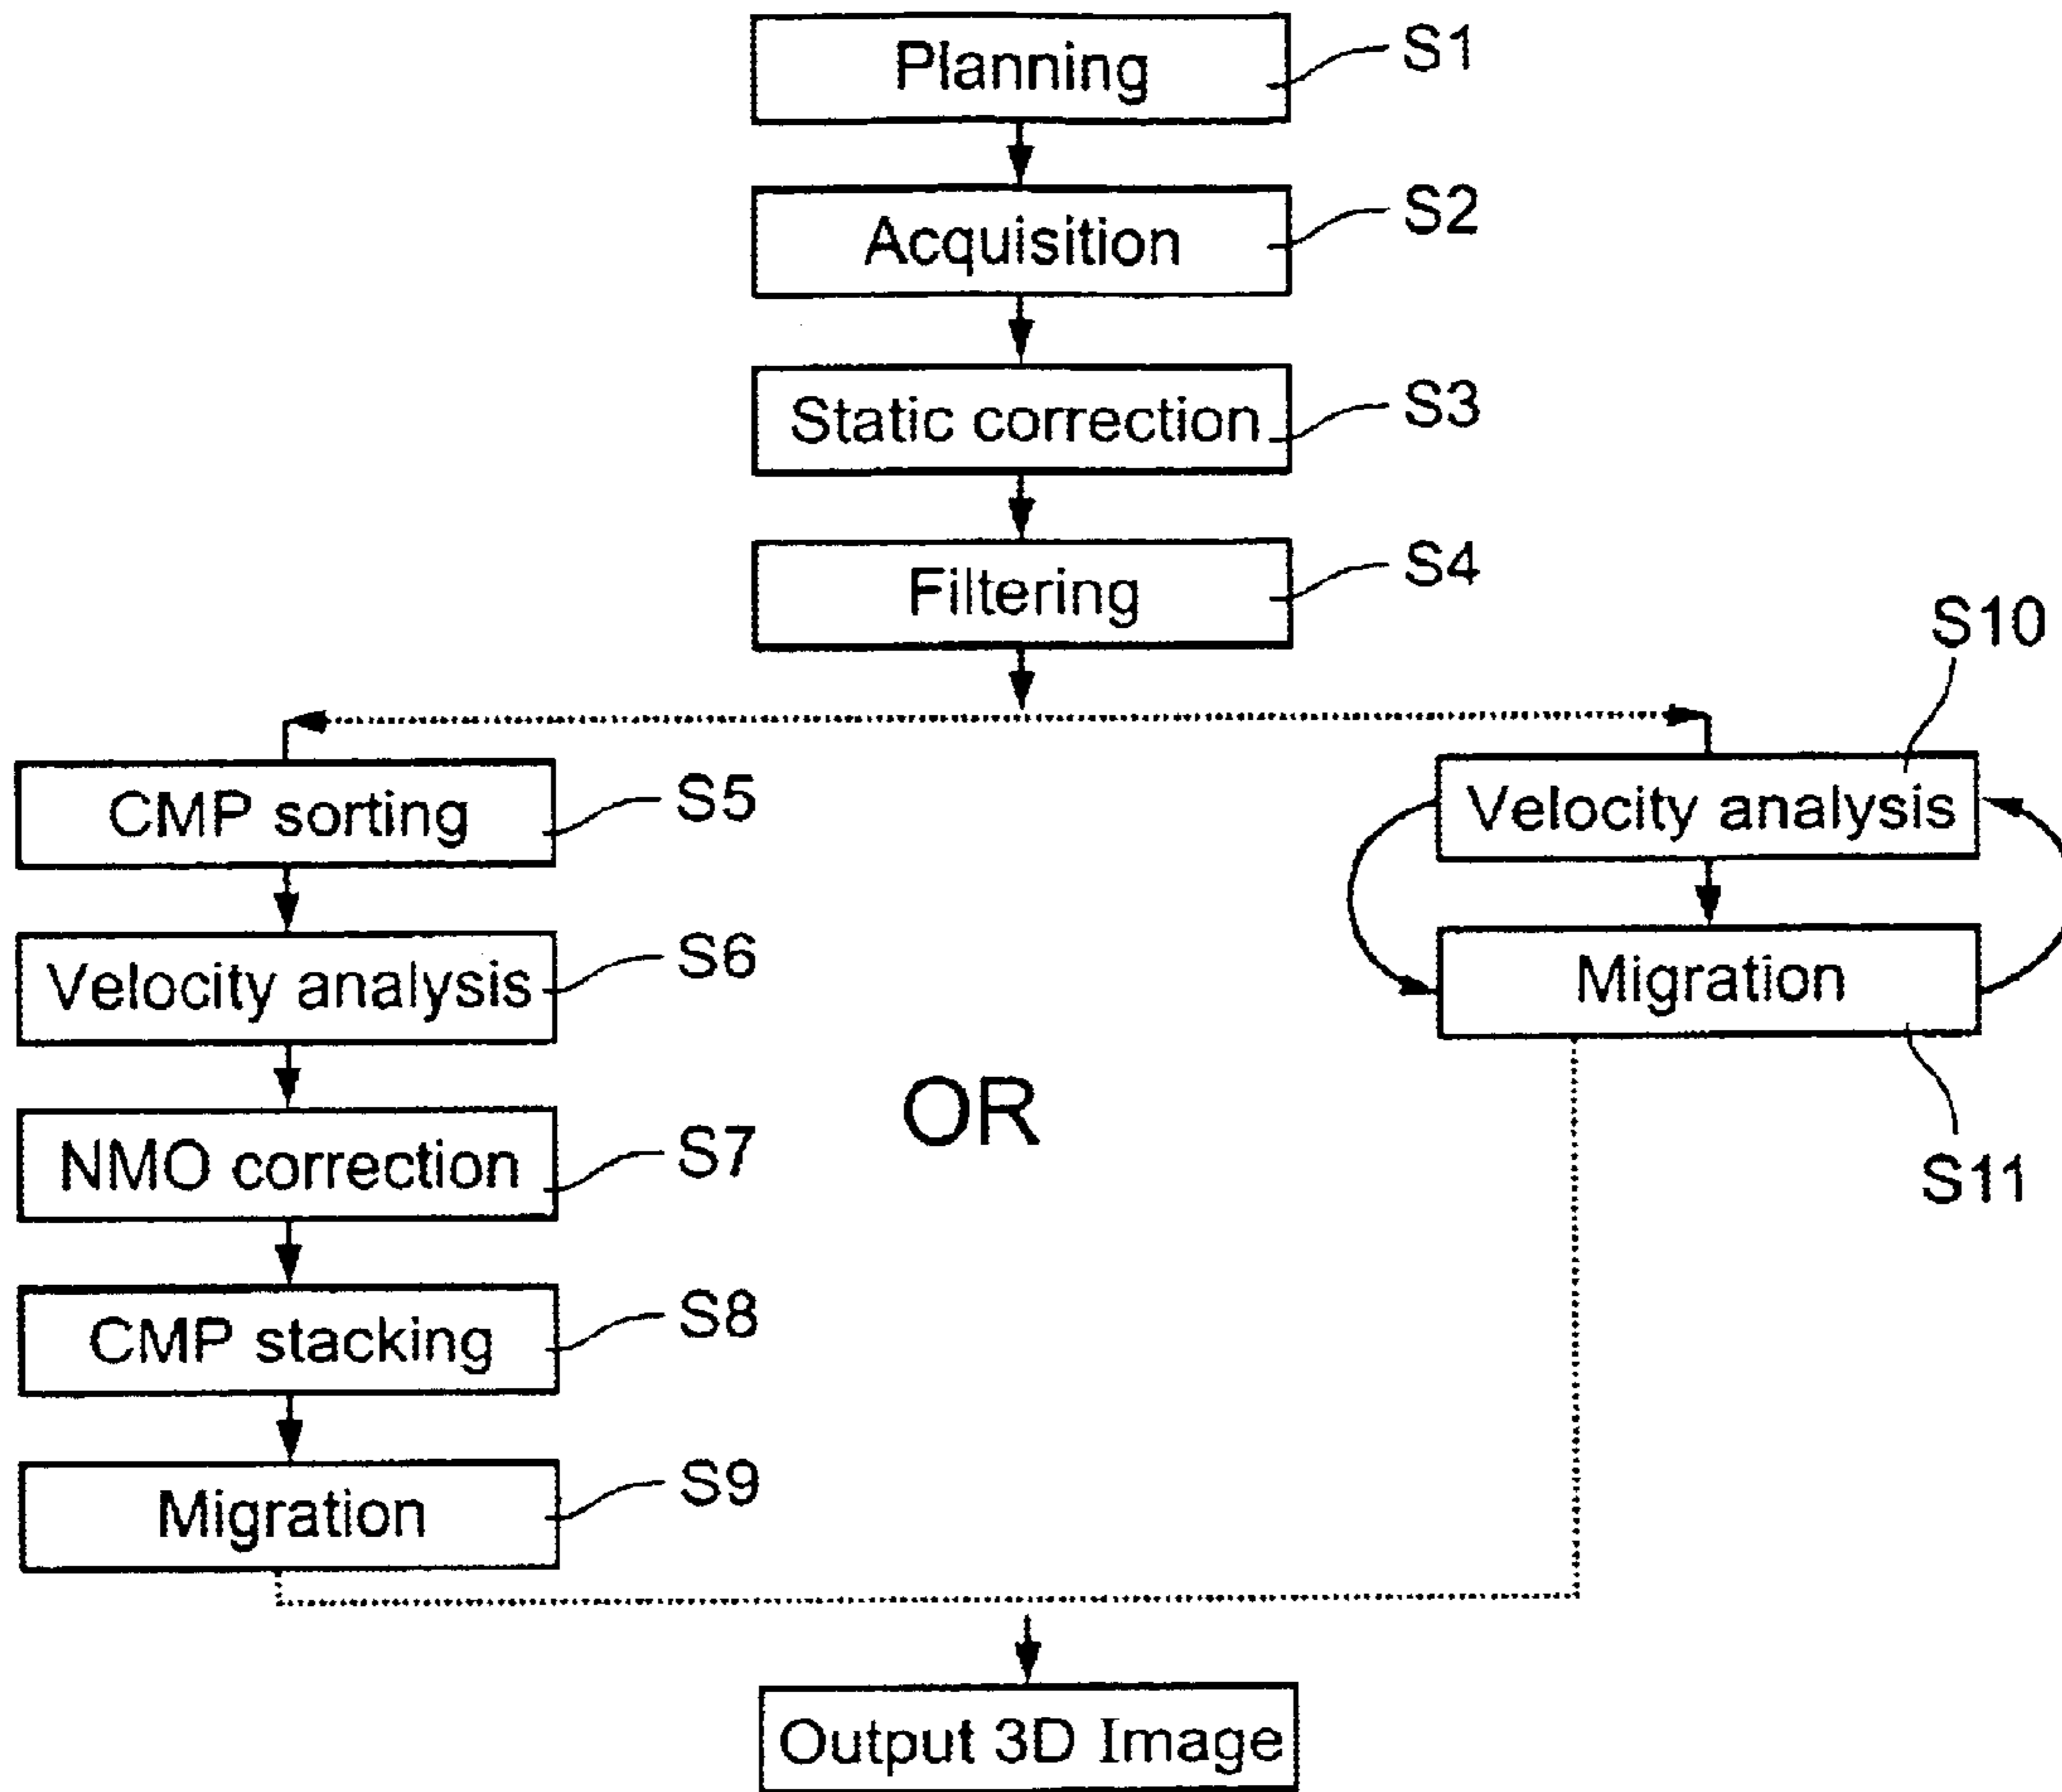 Planning
S1
Acquisition
S2
Static correction
S3
Filtering
S4
CMP sorting
S5
Velocity analysis
S6
NMO correction
S7
CMP stacking
S8
Migration
S9
OR
S10
Velocity analysis
Migration
S11
Output 3D Image